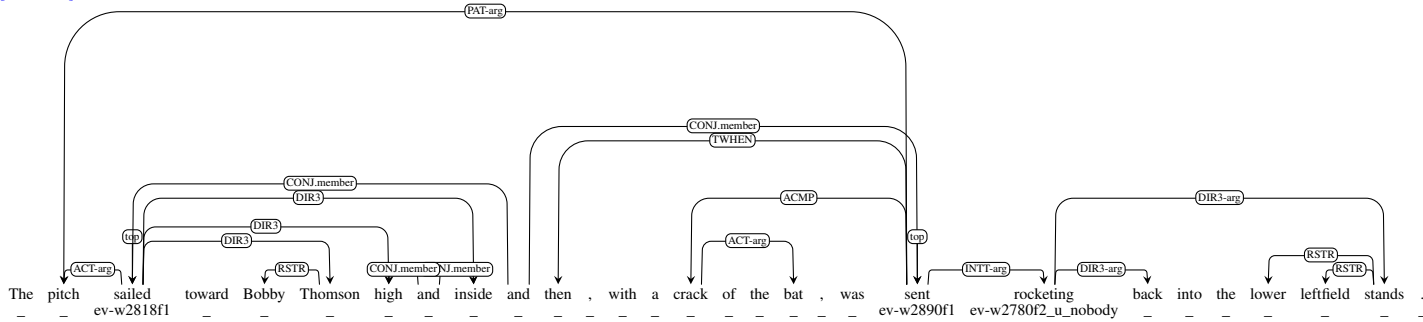 PAT-arg
CONJ.member
TWHEN
CONJ.member
DIR3 ACMP DIR3-arg
DIR3
top DIR3 ACT-arg top
RSTR
ACT-arg RSTR CONJ.member NJ.member INTT-arg DIR3-arg RSTR
The pitch sailed toward Bobby Thomson high and inside and then , with a crack of the bat , was sent rocketing back into the lower leftfield stands .
_ _ ev-w2818f1 _ _ _ _ _ _ _ _ _ _ _ _ _ _ _ _ _ ev-w2890f1 ev-w2780f2_u_nobody _ _ _ _ _ _ _